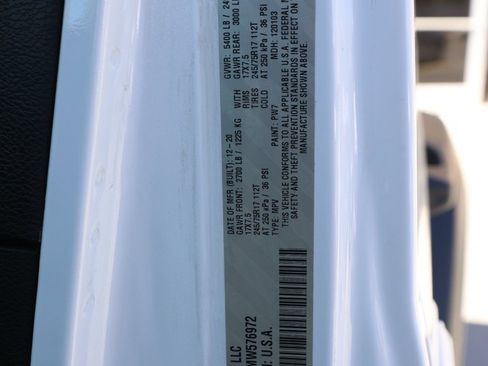 LLC
DATE OF MFR (BUILT): 12-20 GVWR: 5400 LB / 24
GAWR FRONT: 2700 LB / 1225 KG WITH GAWR REAR: 3000 L
17X7.5 RIMS 17X7.5
245/75R17 112T TIRES 245/75R17 112T
AT 250 kPa / 36 PSI COLD AT 250 kPa / 36 PSI
TYPE: MPV PAINT: PW7 MDH: 120103
THIS VEHICLE CONFORMS TO ALL APPLICABLE U.S.A. FEDERAL M
SAFETY AND THEFT PREVENTION STANDARDS IN EFFECT ON
OF MANUFACTURE SHOWN ABOVE.
MW576972
: U.S.A.